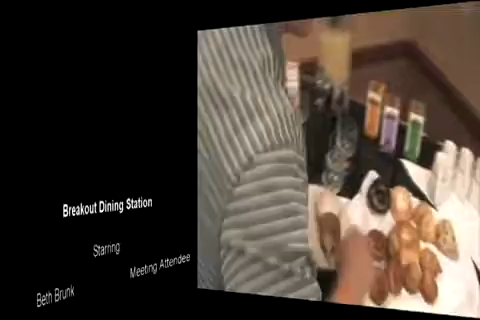 Breakout Dining Station
Starring
Meeting Attendee
Beth Brunk